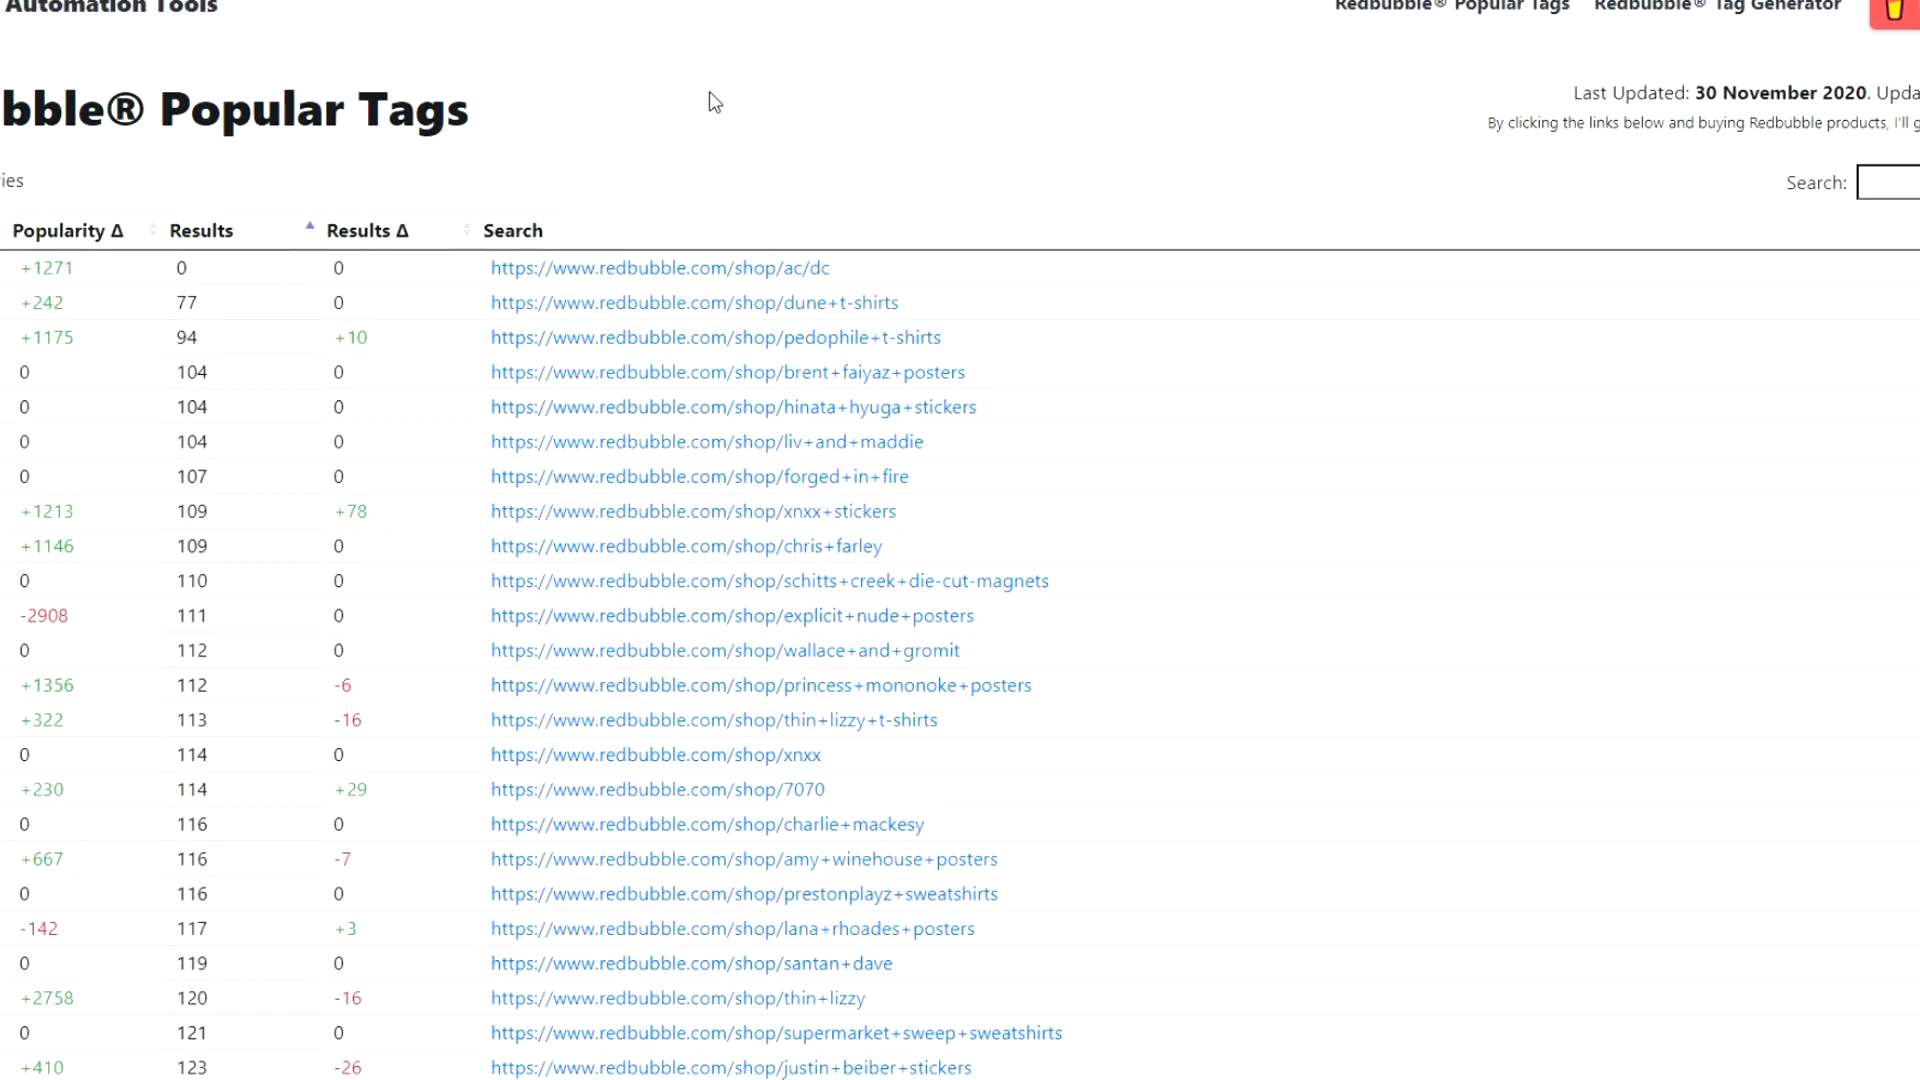 Automation Tools
Redbubble® Popular Tags Redbubble® Tag Generator
bble® Popular Tags
Last Updated: 30 November 2020. Upda
By clicking the links below and buying Redbubble products, I'll g
ies
Search:
Popularity Δ Results Results Δ Search
+1271 0 0 https://www.redbubble.com/shop/ac/dc
+242 77 0 https://www.redbubble.com/shop/dune+t-shirts
+1175 94 +10 https://www.redbubble.com/shop/pedophile+t-shirts
0 104 0 https://www.redbubble.com/shop/brent+faiyaz+posters
0 104 0 https://www.redbubble.com/shop/hinata+hyuga+stickers
0 104 0 https://www.redbubble.com/shop/liv+and+maddie
0 107 0 https://www.redbubble.com/shop/forged+in+fire
+1213 109 +78 https://www.redbubble.com/shop/xnxx+stickers
+1146 109 0 https://www.redbubble.com/shop/chris+farley
0 110 0 https://www.redbubble.com/shop/schitts+creek+die-cut-magnets
-2908 111 0 https://www.redbubble.com/shop/explicit+nude+posters
0 112 0 https://www.redbubble.com/shop/wallace+and+gromit
+1356 112 -6 https://www.redbubble.com/shop/princess+mononoke+posters
+322 113 -16 https://www.redbubble.com/shop/thin+lizzy+t-shirts
0 114 0 https://www.redbubble.com/shop/xnxx
+230 114 +29 https://www.redbubble.com/shop/7070
0 116 0 https://www.redbubble.com/shop/charlie+mackesy
+667 116 -7 https://www.redbubble.com/shop/amy+winehouse+posters
0 116 0 https://www.redbubble.com/shop/prestonplayz+sweatshirts
-142 117 +3 https://www.redbubble.com/shop/lana+rhoades+posters
0 119 0 https://www.redbubble.com/shop/santan+dave
+2758 120 -16 https://www.redbubble.com/shop/thin+lizzy
0 121 0 https://www.redbubble.com/shop/supermarket+sweep+sweatshirts
+410 123 -26 https://www.redbubble.com/shop/justin+beiber+stickers